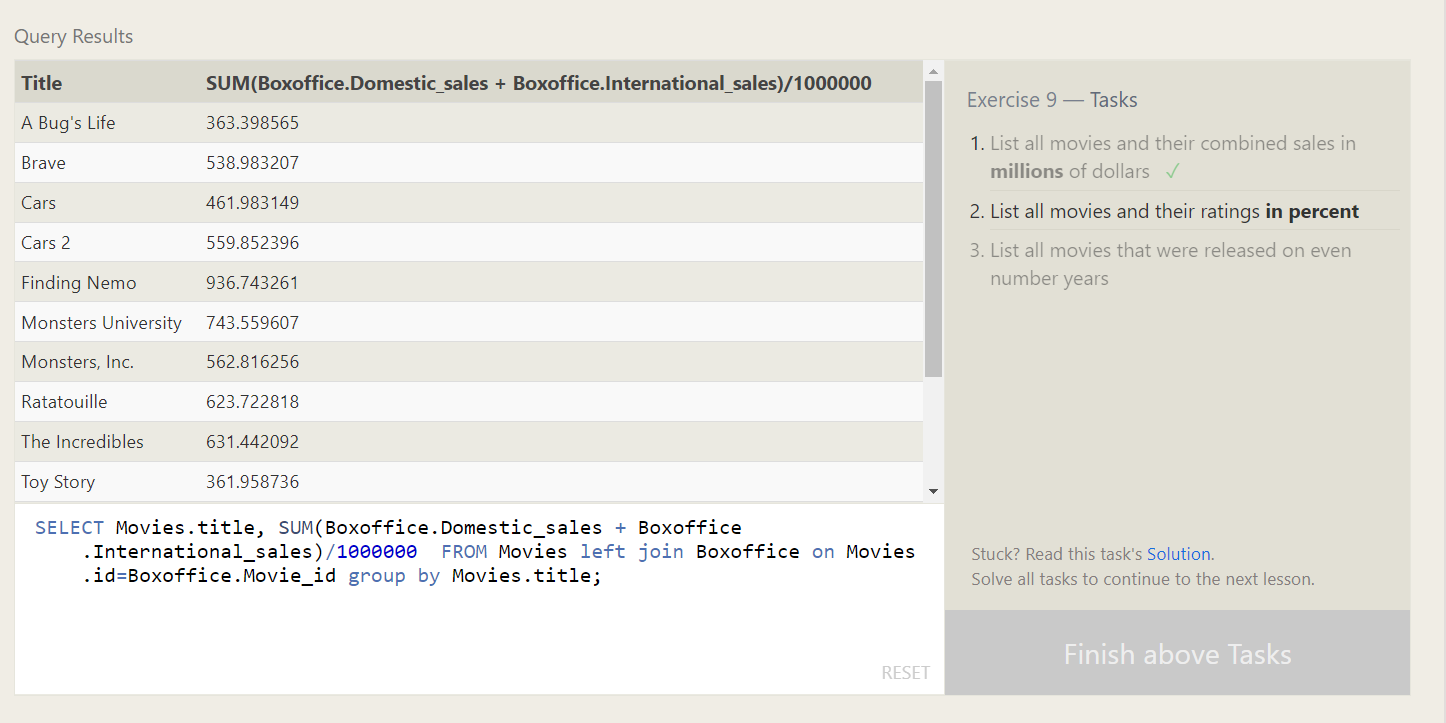 Query Results
Title SUM(Boxoffice.Domestic_sales + Boxoffice.International_sales)/1000000
A Bug's Life 363.398565
Brave 538.983207
Cars 461.983149
Cars 2 559.852396
Finding Nemo 936.743261
Monsters University 743.559607
Monsters, Inc. 562.816256
Ratatouille 623.722818
The Incredibles 631.442092
Toy Story 361.958736
SELECT Movies.title, SUM(Boxoffice.Domestic_sales + Boxoffice
.International_sales)/1000000  FROM Movies left join Boxoffice on Movies
.id=Boxoffice.Movie_id group by Movies.title;
RESET
Exercise 9 — Tasks
1. List all movies and their combined sales in
millions of dollars ✓
2. List all movies and their ratings in percent
3. List all movies that were released on even
number years
Stuck? Read this task's Solution.
Solve all tasks to continue to the next lesson.
Finish above Tasks